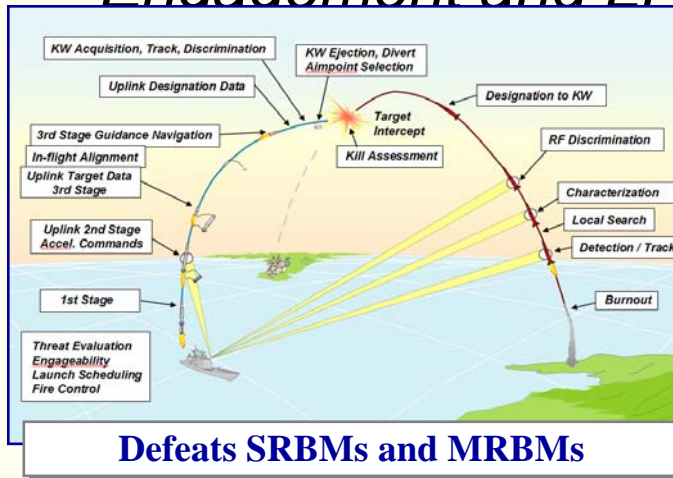 Engagement and
KW Acquisition, Track, Discrimination
KW Ejection, Divert
Aimpoint Selection
Uplink Designation Data
Designation to KW
Target
Intercept
3rd Stage Guidance Navigation
RF Discrimination
Kill Assessment
In-flight Alignment
Uplink Target Data
3rd Stage
Characterization
Local Search
Uplink 2nd Stage
Accel. Commands
Detection / Track
1st Stage
Burnout
Threat Evaluation
Engageability
Launch Scheduling
Fire Control
Defeats SRBMs and MRBMs